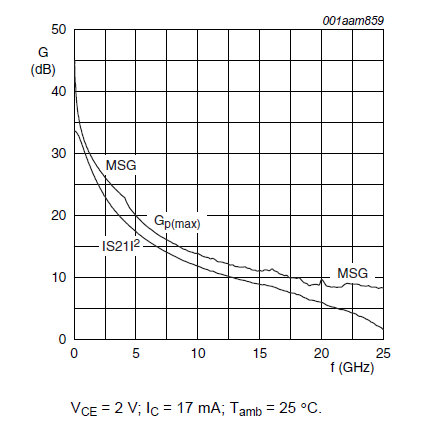 001aam859
50
G
(dB)
40
30
MSG
20
Gp(max)
IS21I2
10
MSG
0
0 5 10 15 20 25
f (GHz)
VCE = 2 V; IC = 17 mA; Tamb = 25 °C.